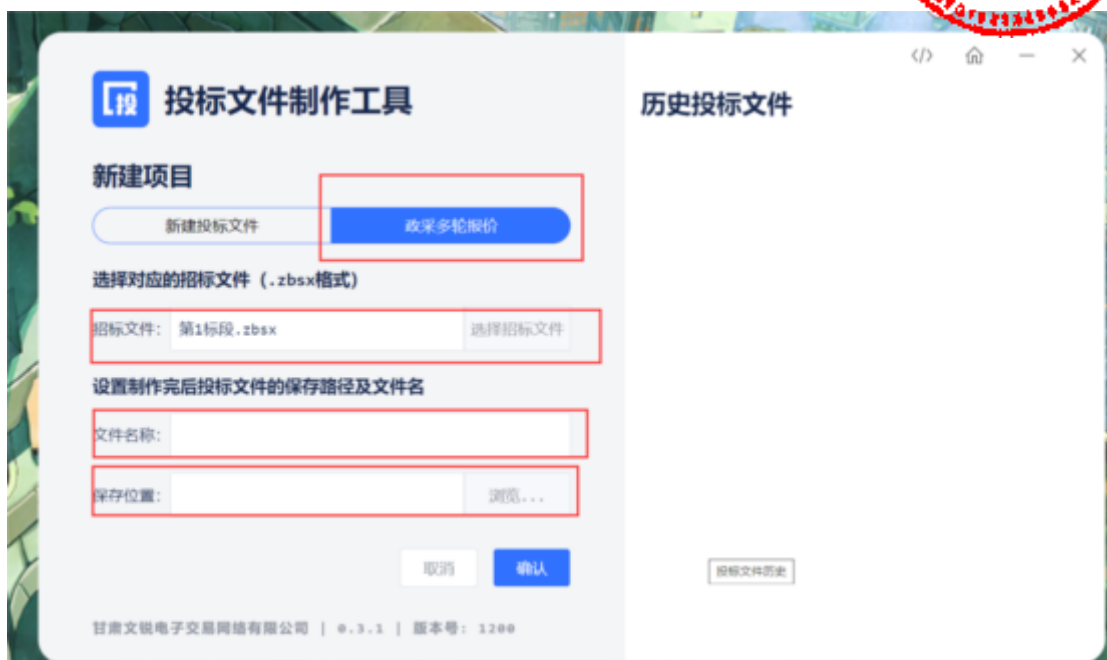 投
投标文件制作工具
新建项目
新建投标文件
政采多轮报价
选择对应的招标文件（.zbsx格式）
招标文件：
第1标段.zbsx
选择招标文件
设置制作完后投标文件的保存路径及文件名
文件名称：
保存位置：
浏览...
取消
确认
甘肃文锐电子交易网络有限公司 | 0.3.1 | 版本号：1200
</>
历史投标文件
投标文件历史